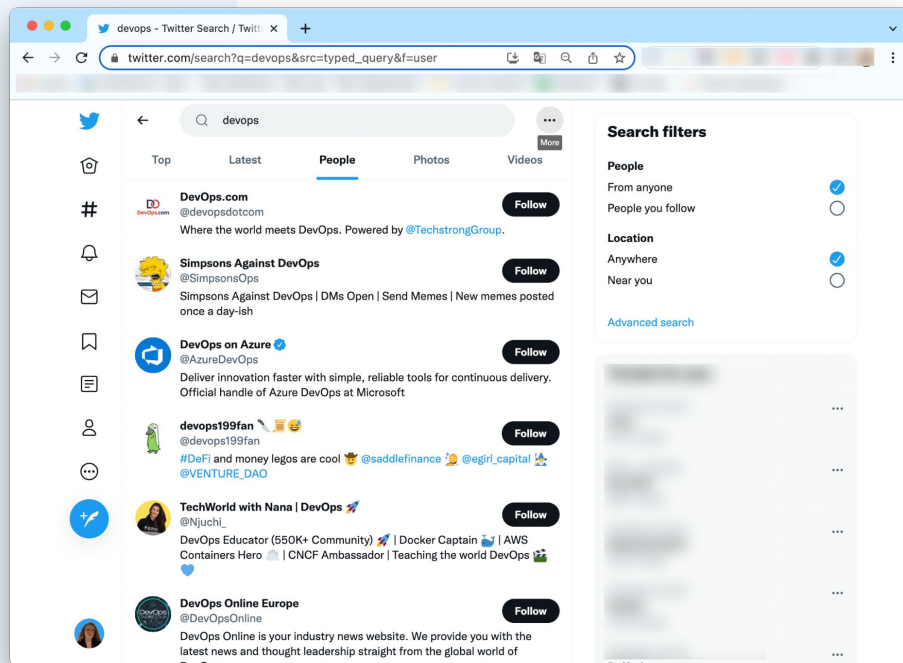 devops - Twitter Search / Twitt
twitter.com/search?q=devops&src=typed_query&f=user
devops
More
Top Latest People Photos Videos
DevOps.com
DevOps.com
@devopsdotcom
Follow
Where the world meets DevOps. Powered by @TechstrongGroup.
Simpsons Against DevOps
@SimpsonsOps
Follow
Simpsons Against DevOps | DMs Open | Send Memes | New memes posted
once a day-ish
DevOps on Azure
@AzureDevOps
Follow
Deliver innovation faster with simple, reliable tools for continuous delivery.
Official handle of Azure DevOps at Microsoft
devops199fan 🔪📜😅
@devops199fan
Follow
#DeFi and money legos are cool 🤠 @saddlefinance @egirl_capital
@VENTURE_DAO
TechWorld with Nana | DevOps 🚀
@Njuchi_
Follow
DevOps Educator (550K+ Community) 🚀 | Docker Captain 🐳 | AWS
Containers Hero ☁️ | CNCF Ambassador | Teaching the world DevOps 🎬
💙
DevOps Online Europe
@DevOpsOnline
Follow
DevOps Online is your industry news website. We provide you with the
latest news and thought leadership straight from the global world of
Search filters
People
From anyone
People you follow
Location
Anywhere
Near you
Advanced search